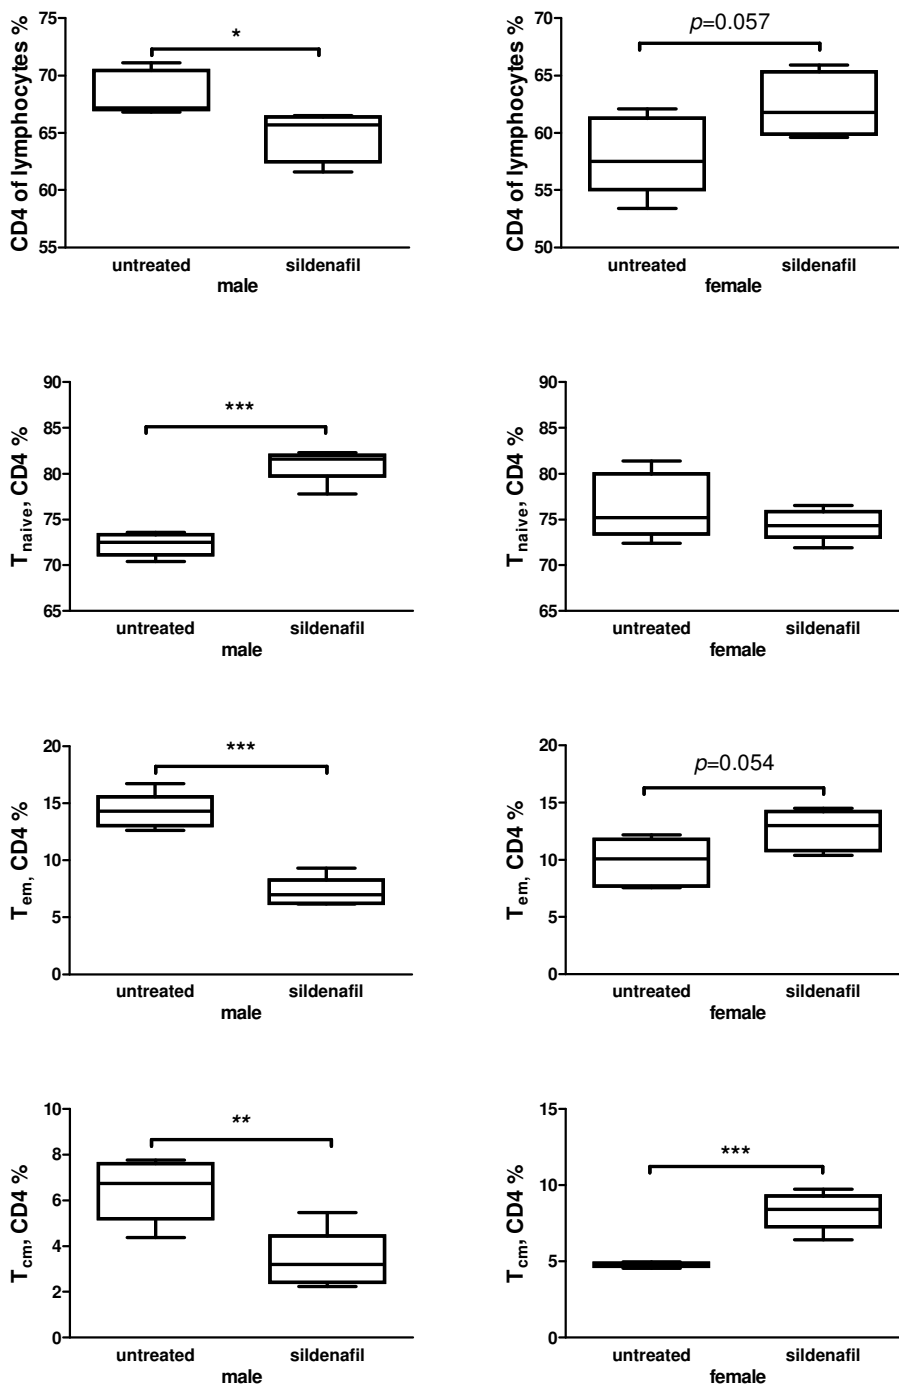 CD4 of lymphocytes %
75
70
65
60
55
*
untreated sildenafil
male
CD4 of lymphocytes %
70
65
60
55
50
p=0.057
untreated sildenafil
female
Tnaive, CD4 %
90
85
80
75
70
65
***
untreated sildenafil
male
Tnaive, CD4 %
90
85
80
75
70
65
untreated sildenafil
female
Tem, CD4 %
20
15
10
5
0
***
untreated sildenafil
male
Tem, CD4 %
20
15
10
5
0
p=0.054
untreated sildenafil
female
Tcm, CD4 %
10
8
6
4
2
0
**
untreated sildenafil
male
Tcm, CD4 %
15
10
5
0
***
untreated sildenafil
female